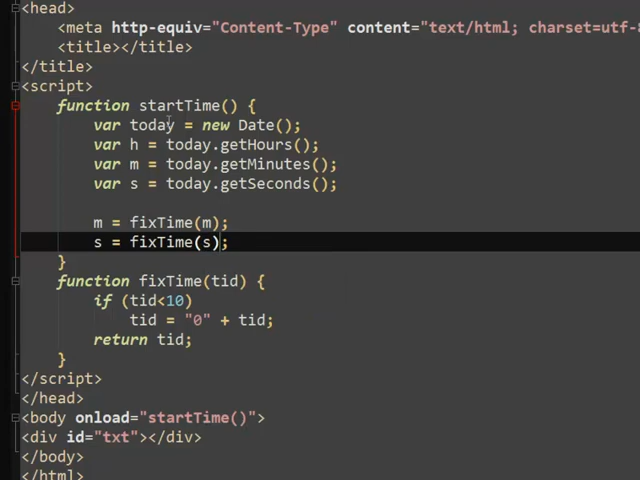 <head>
<meta http-equiv="Content-Type" content="text/html; charset=utf-8
<title></title>
</title>
<script>
function startTime() {
var today = new Date();
var h = today.getHours();
var m = today.getMinutes();
var s = today.getSeconds();
m = fixTime(m);
s = fixTime(s);
}
function fixTime(tid) {
if (tid<10)
tid = "0" + tid;
return tid;
}
</script>
</head>
<body onload="startTime()">
<div id="txt"></div>
</body>
</html>